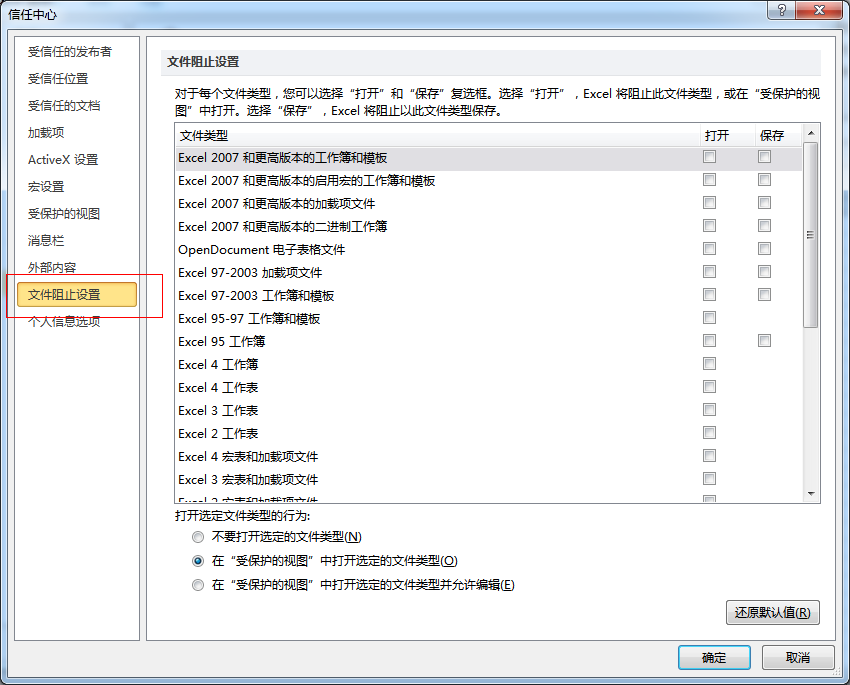 信任中心
受信任的发布者
受信任位置
受信任的文档
加载项
ActiveX 设置
宏设置
受保护的视图
消息栏
外部内容
文件阻止设置
个人信息选项
文件阻止设置
对于每个文件类型，您可以选择“打开”和“保存”复选框。选择“打开”，Excel 将阻止此文件类型，或在“受保护的视
图”中打开。选择“保存”，Excel 将阻止以此文件类型保存。
文件类型 打开 保存
Excel 2007 和更高版本的工作簿和模板
Excel 2007 和更高版本的启用宏的工作簿和模板
Excel 2007 和更高版本的加载项文件
Excel 2007 和更高版本的二进制工作簿
OpenDocument 电子表格文件
Excel 97-2003 加载项文件
Excel 97-2003 工作簿和模板
Excel 95-97 工作簿和模板
Excel 95 工作簿
Excel 4 工作簿
Excel 4 工作表
Excel 3 工作表
Excel 2 工作表
Excel 4 宏表和加载项文件
Excel 3 宏表和加载项文件
Excel 2 宏表和加载项文件
打开选定文件类型的行为:
不要打开选定的文件类型(N)
在“受保护的视图”中打开选定的文件类型(O)
在“受保护的视图”中打开选定的文件类型并允许编辑(E)
还原默认值(R)
确定 取消